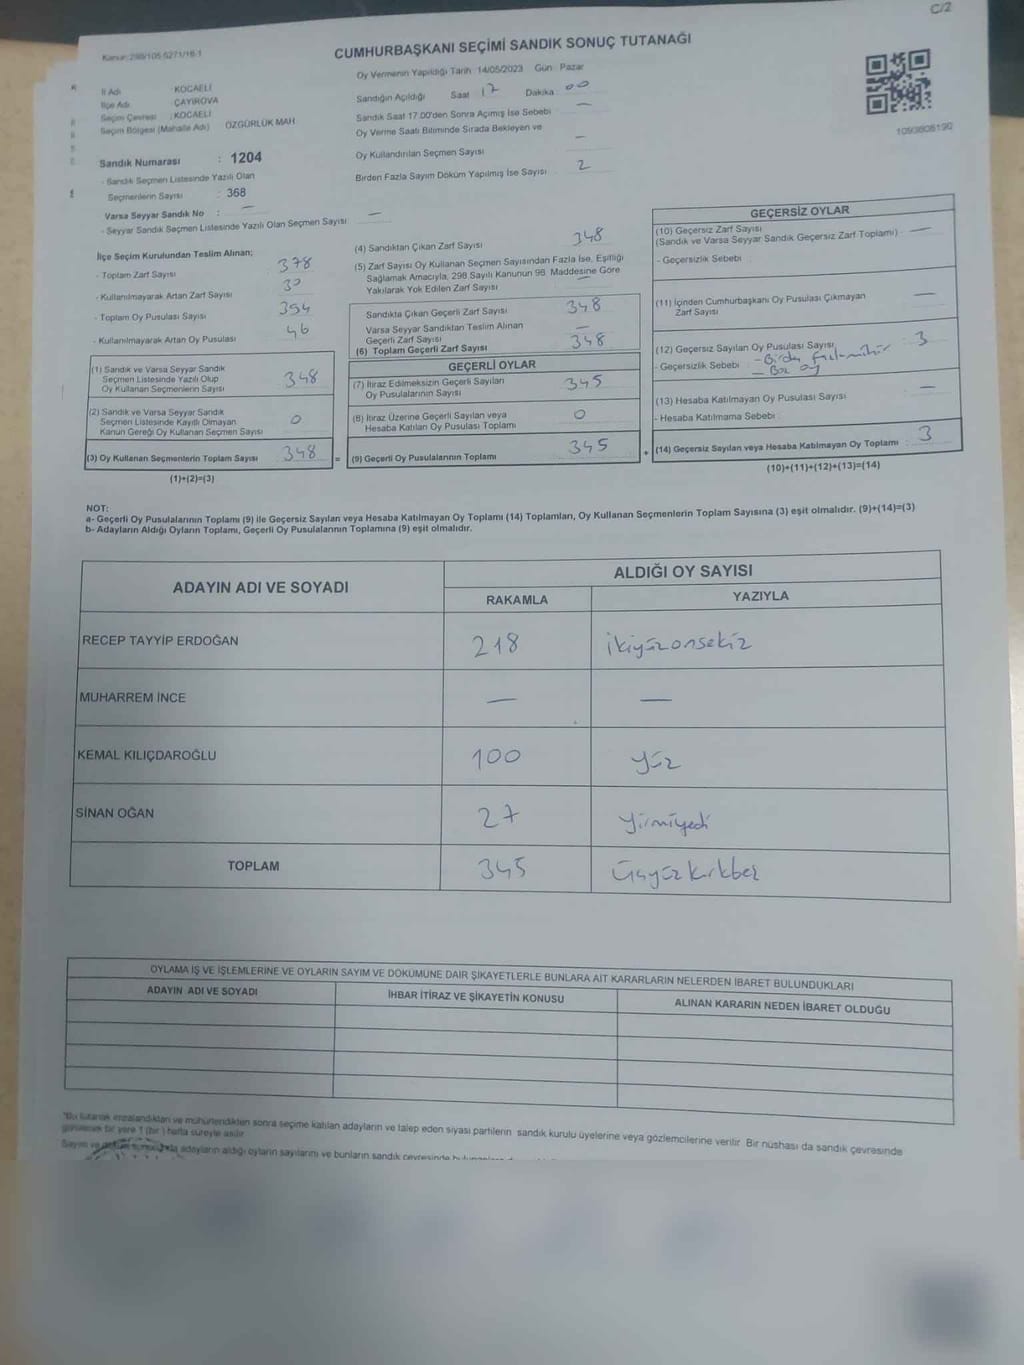 C/2
Kanun:298/105-5271/16-1
CUMHURBAŞKANI SEÇİMİ SANDIK SONUÇ TUTANAĞI
İl Adı : KOCAELİ
İlçe Adı : ÇAYIROVA
Seçim Çevresi : KOCAELİ
Seçim Bölgesi (Mahalle Adı) : ÖZGÜRLÜK MAH.
Sandık Numarası : 1204
- Sandık Seçmen Listesinde Yazılı Olan
Seçmenlerin Sayısı : 368
Varsa Seyyar Sandık No : —
- Seyyar Sandık Seçmen Listesinde Yazılı Olan Seçmen Sayısı: —
Oy Vermenin Yapıldığı Tarih :14/05/2023 Gün : Pazar
Sandığın Açıldığı Saat : 17 Dakika : 00
Sandık Saat 17.00'den Sonra Açılmış İse Sebebi : —
Oy Verme Saati Bitiminde Sırada Bekleyen ve
Oy Kullandırılan Seçmen Sayısı : —
Birden Fazla Sayım Döküm Yapılmış İse Sayısı : 2
1093608190
İlçe Seçim Kurulundan Teslim Alınan;
- Toplam Zarf Sayısı : 378
- Kullanılmayarak Artan Zarf Sayısı : 30
- Toplam Oy Pusulası Sayısı : 394
- Kullanılmayarak Artan Oy Pusulası : 46
(1) Sandık ve Varsa Seyyar Sandık
Seçmen Listesinde Yazılı Olup
Oy Kullanan Seçmenlerin Sayısı : 348
(2) Sandık ve Varsa Seyyar Sandık
Seçmen Listesinde Kayıtlı Olmayan
Kanun Gereği Oy Kullanan Seçmen Sayısı : 0
(3) Oy Kullanan Seçmenlerin Toplam Sayısı : 348
(1)+(2)=(3)
(4) Sandıktan Çıkan Zarf Sayısı : 348
(5) Zarf Sayısı Oy Kullanan Seçmen Sayısından Fazla İse, Eşitliği
Sağlamak Amacıyla, 298 Sayılı Kanunun 98. Maddesine Göre
Yakılarak Yok Edilen Zarf Sayısı : —
Sandıkta Çıkan Geçerli Zarf Sayısı : 348
Varsa Seyyar Sandıktan Teslim Alınan
Geçerli Zarf Sayısı : —
(6) Toplam Geçerli Zarf Sayısı : 348
GEÇERLİ OYLAR
(7) İtiraz Edilmeksizin Geçerli Sayılan
Oy Pusulalarının Sayısı : 345
(8) İtiraz Üzerine Geçerli Sayılan veya
Hesaba Katılan Oy Pusulası Toplamı : 0
= (9) Geçerli Oy Pusulalarının Toplamı : 345
GEÇERSİZ OYLAR
(10) Geçersiz Zarf Sayısı
(Sandık ve Varsa Seyyar Sandık Geçersiz Zarf Toplamı) : —
- Geçersizlik Sebebi :
(11) İçinden Cumhurbaşkanı Oy Pusulası Çıkmayan
Zarf Sayısı : —
(12) Geçersiz Sayılan Oy Pusulası Sayısı : 3
- Geçersizlik Sebebi : - Birden fazla mühür
- Boş oy
(13) Hesaba Katılmayan Oy Pusulası Sayısı : —
- Hesaba Katılmama Sebebi :
+ (14) Geçersiz Sayılan veya Hesaba Katılmayan Oy Toplamı : 3
(10)+(11)+(12)+(13)=(14)
NOT:
a- Geçerli Oy Pusulalarının Toplamı (9) ile Geçersiz Sayılan veya Hesaba Katılmayan Oy Toplamı (14) Toplamları, Oy Kullanan Seçmenlerin Toplam Sayısına (3) eşit olmalıdır. (9)+(14)=(3)
b- Adayların Aldığı Oyların Toplamı, Geçerli Oy Pusulalarının Toplamına (9) eşit olmalıdır.
ADAYIN ADI VE SOYADI ALDIĞI OY SAYISI
RAKAMLA YAZIYLA
RECEP TAYYİP ERDOĞAN 218 ikiyüzonsekiz
MUHARREM İNCE — —
KEMAL KILIÇDAROĞLU 100 yüz
SİNAN OĞAN 27 yirmiyedi
TOPLAM 345 üçyüzkırkbeş
OYLAMA İŞ VE İŞLEMLERİNE VE OYLARIN SAYIM VE DÖKÜMÜNE DAİR ŞİKAYETLERLE BUNLARA AİT KARARLARIN NELERDEN İBARET BULUNDUKLARI
ADAYIN ADI VE SOYADI İHBAR İTİRAZ VE ŞİKAYETİN KONUSU ALINAN KARARIN NEDEN İBARET OLDUĞU
*Bu tutanak imzalandıktan ve mühürlendikten sonra seçime katılan adayların ve talep eden siyasi partilerin sandık kurulu üyelerine veya gözlemcilerine verilir. Bir nüshası da sandık çevresinde
görülecek bir yere 1 (bir) hafta süreyle asılır.
Sayım ve adayların aldığı oyların sayılarını ve bunların sandık çevresinde